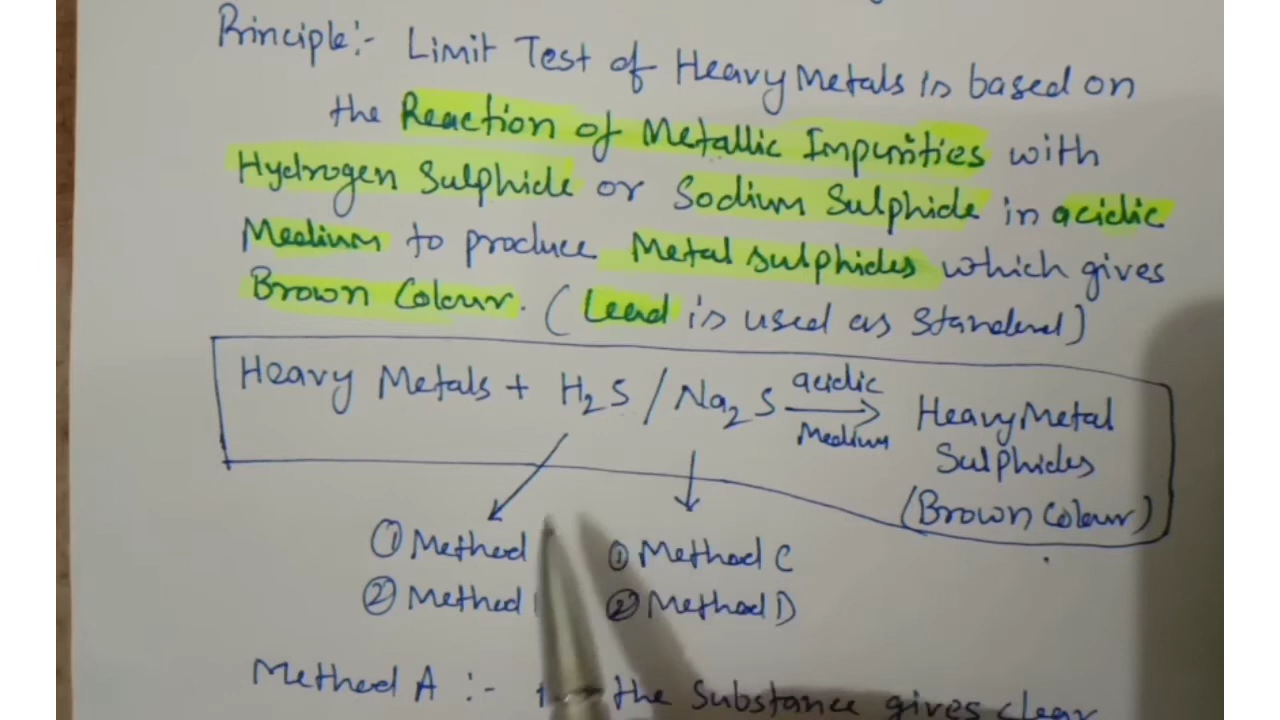 Principle:- Limit Test of Heavy Metals is based on
the Reaction of Metallic Impurities with
Hydrogen Sulphide or Sodium Sulphide in acidic
Medium to produce Metal sulphides which gives
Brown Colour. (Lead is used as Standerd)
Heavy Metals + H₂S / Na₂S acidic Medium → Heavy Metal
Sulphides
(Brown Colour)
① Method ① Method C
② Method ② Method D
Method A :- the Substance gives clear